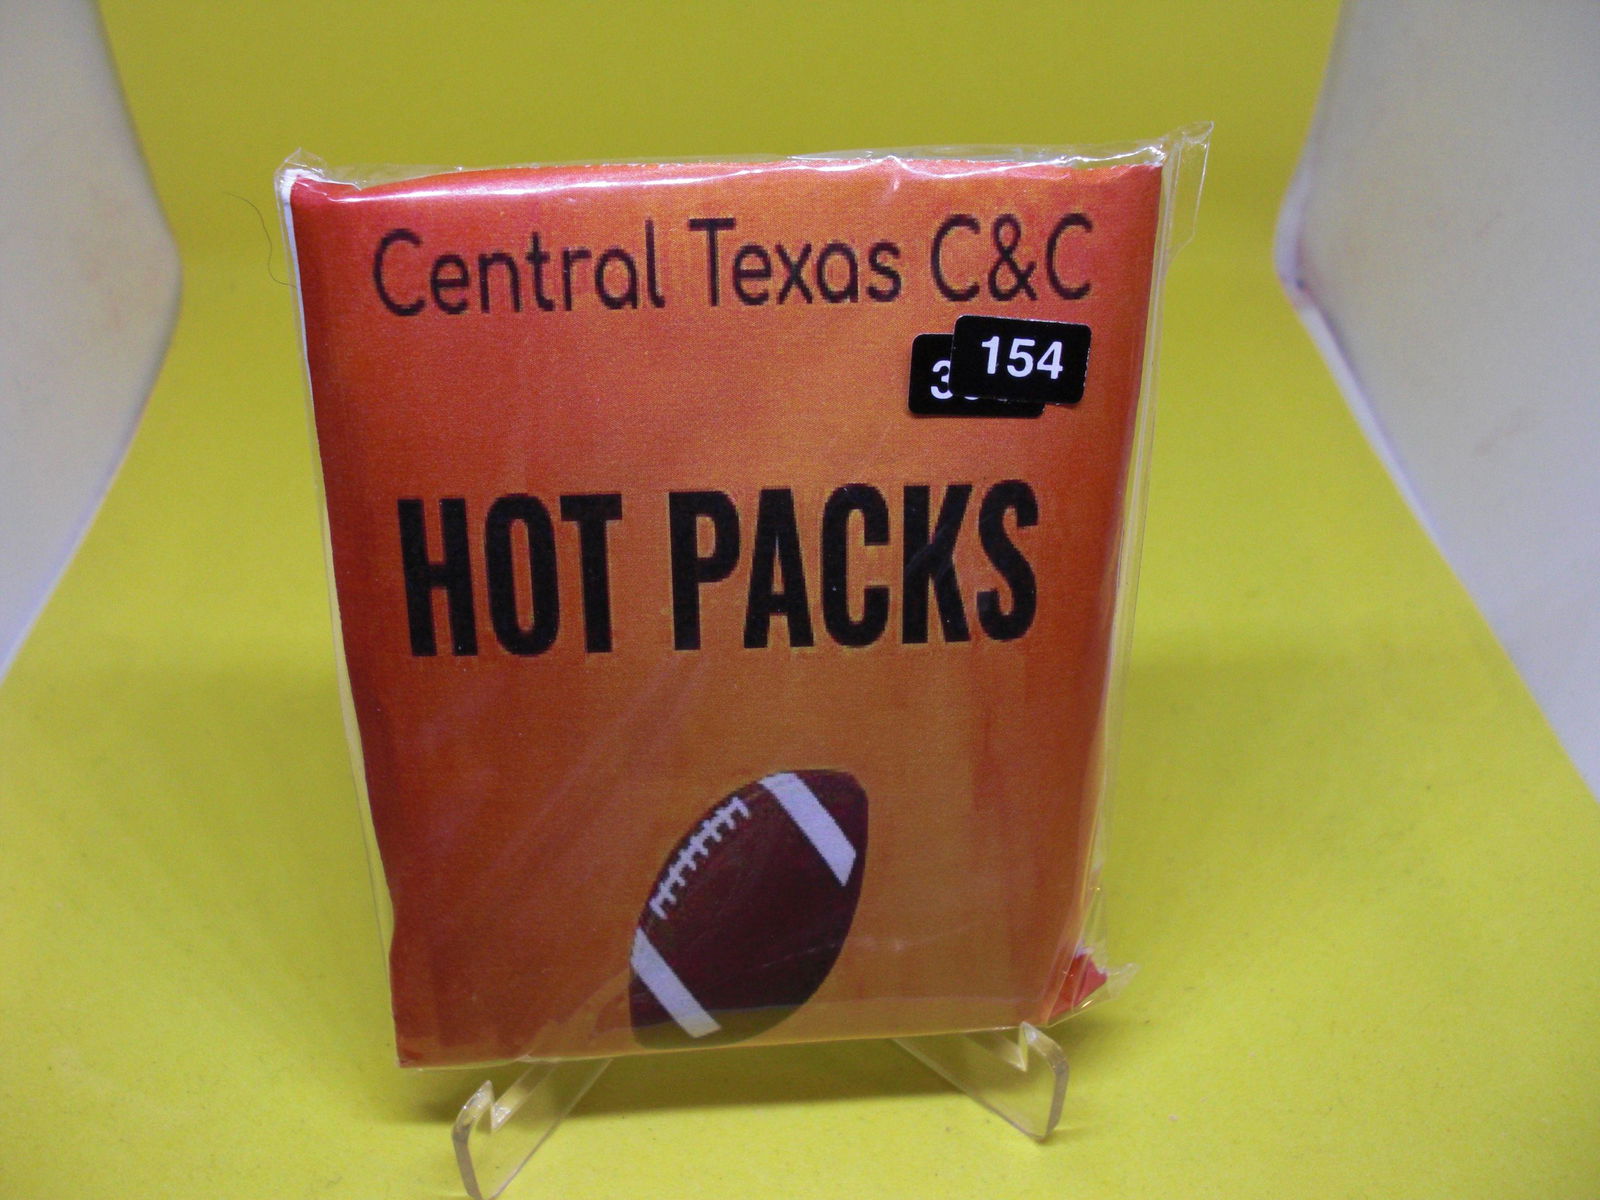 Central Texas C&C
154
HOT PACKS